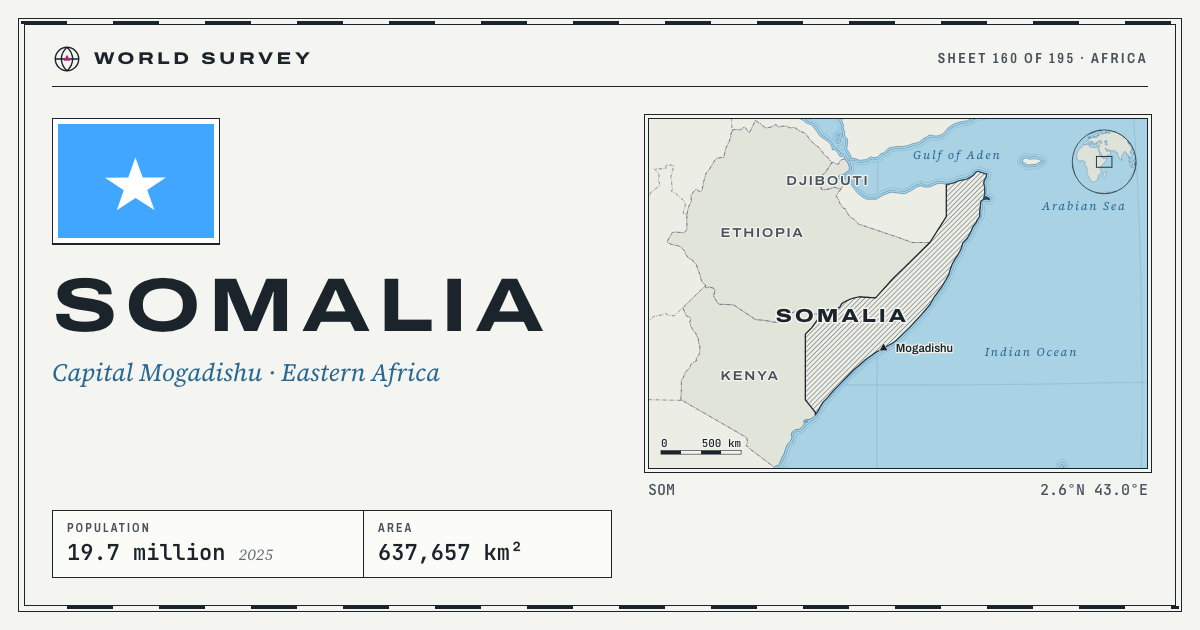 WORLD SURVEY
SHEET 160 OF 195 · AFRICA
SOMALIA
Capital Mogadishu · Eastern Africa
Gulf of Aden
DJIBOUTI
Arabian Sea
ETHIOPIA
SOMALIA
Mogadishu
Indian Ocean
KENYA
0 500 km
SOM
2.6°N 43.0°E
POPULATION
19.7 million 2025
AREA
637,657 km²